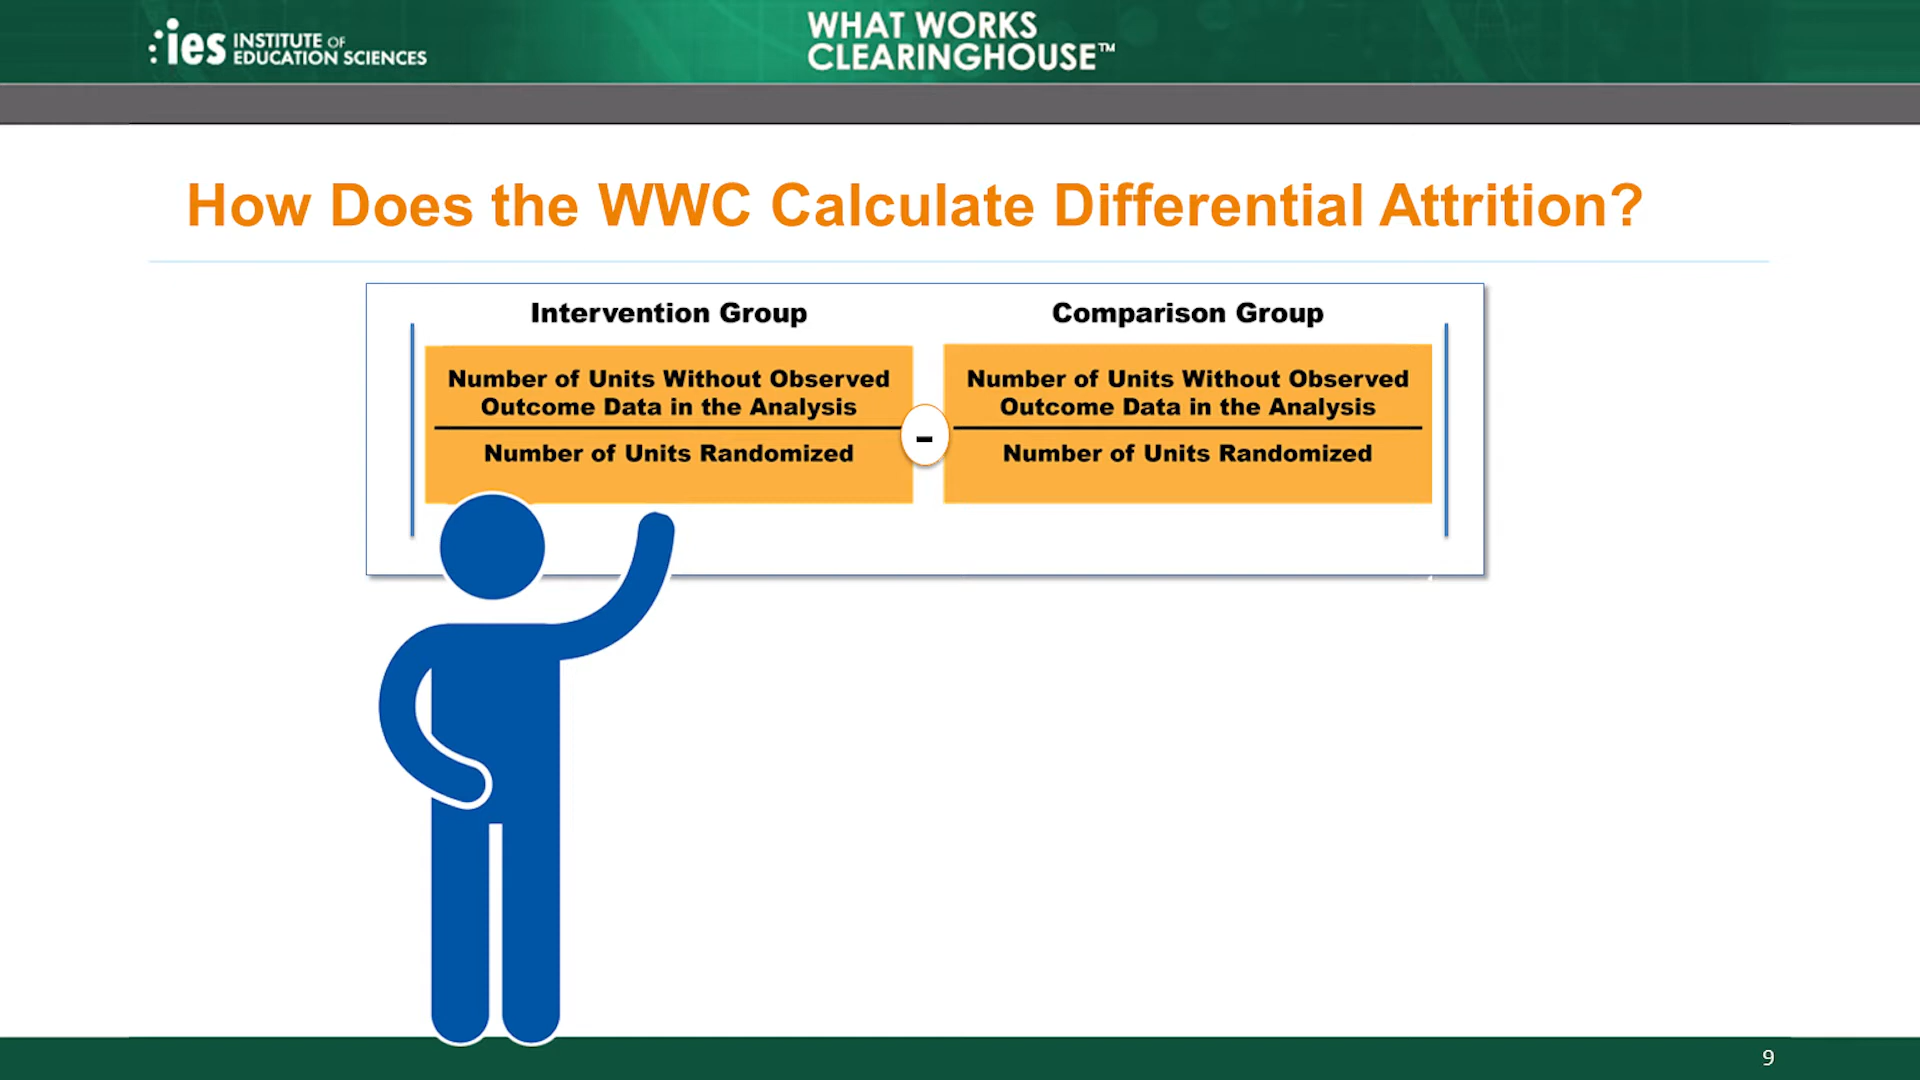 ies INSTITUTE OF
EDUCATION SCIENCES
WHAT WORKS
CLEARINGHOUSE™
How Does the WWC Calculate Differential Attrition?
Intervention Group
Number of Units Without Observed
Outcome Data in the Analysis
Number of Units Randomized
-
Comparison Group
Number of Units Without Observed
Outcome Data in the Analysis
Number of Units Randomized
9